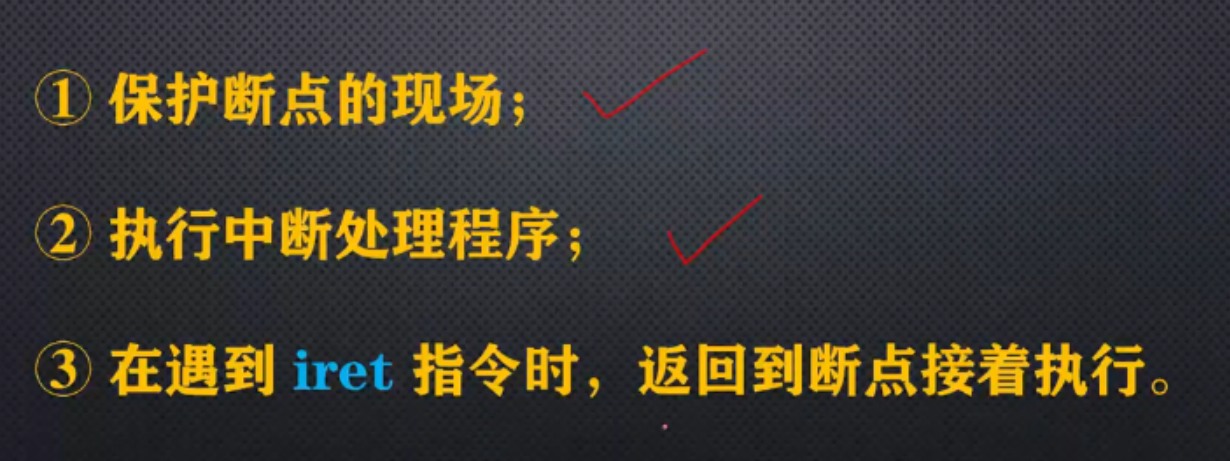 ① 保护断点的现场；
② 执行中断处理程序；
③ 在遇到 iret 指令时，返回到断点接着执行。